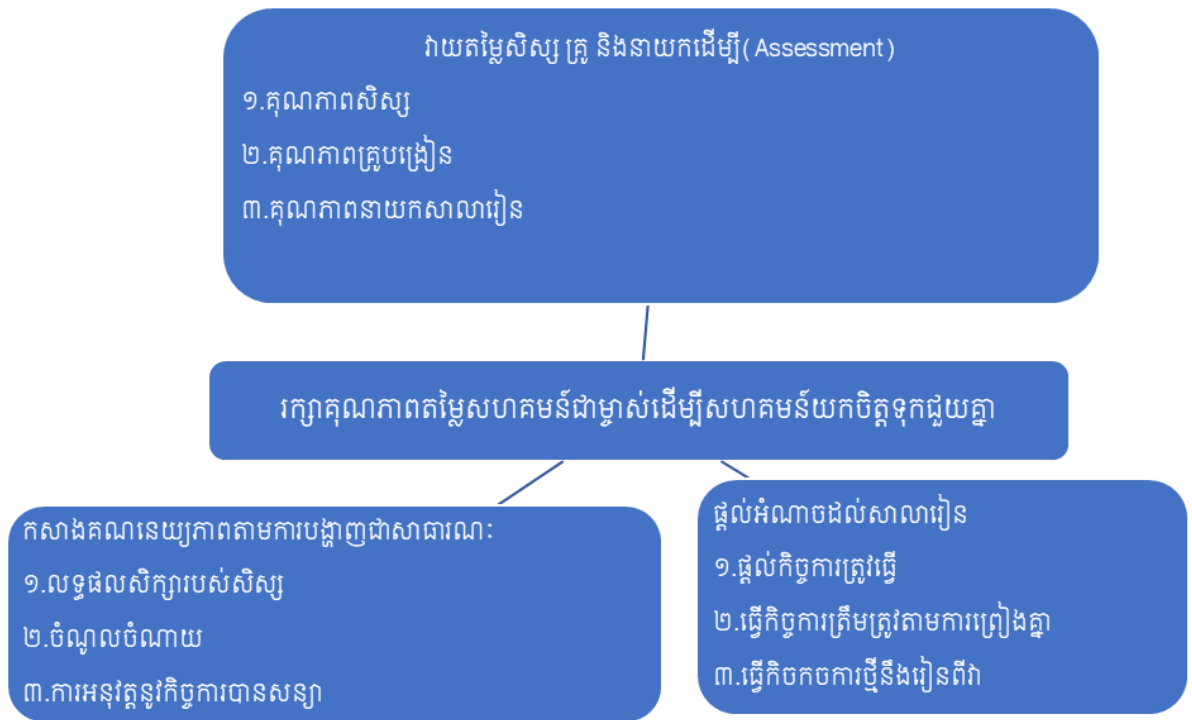 វាយតម្លៃសិស្ស គ្រូ និងនាយកដើម្បី(Assessment)
១.គុណភាពសិស្ស
២.គុណភាពគ្រូបង្រៀន
៣.គុណភាពនាយកសាលារៀន
រក្សាគុណភាពតម្លៃសហគមន៍ជាម្ចាស់ដើម្បីសហគមន៍យកចិត្តទុកជួយគ្នា
កសាងគណនេយ្យភាពតាមការបង្ហាញជាសាធារណៈ
១.លទ្ធផលសិក្សារបស់សិស្ស
២.ចំណូលចំណាយ
៣.ការអនុវត្តនូវកិច្ចការបានសន្យា
ផ្តល់អំណាចដល់សាលារៀន
១.ផ្តល់កិច្ចការត្រូវធ្វើ
២.ធ្វើកិច្ចការត្រឹមត្រូវតាមការព្រៀងគ្នា
៣.ធ្វើកិចកចការថ្មីនឹងរៀនពីវា